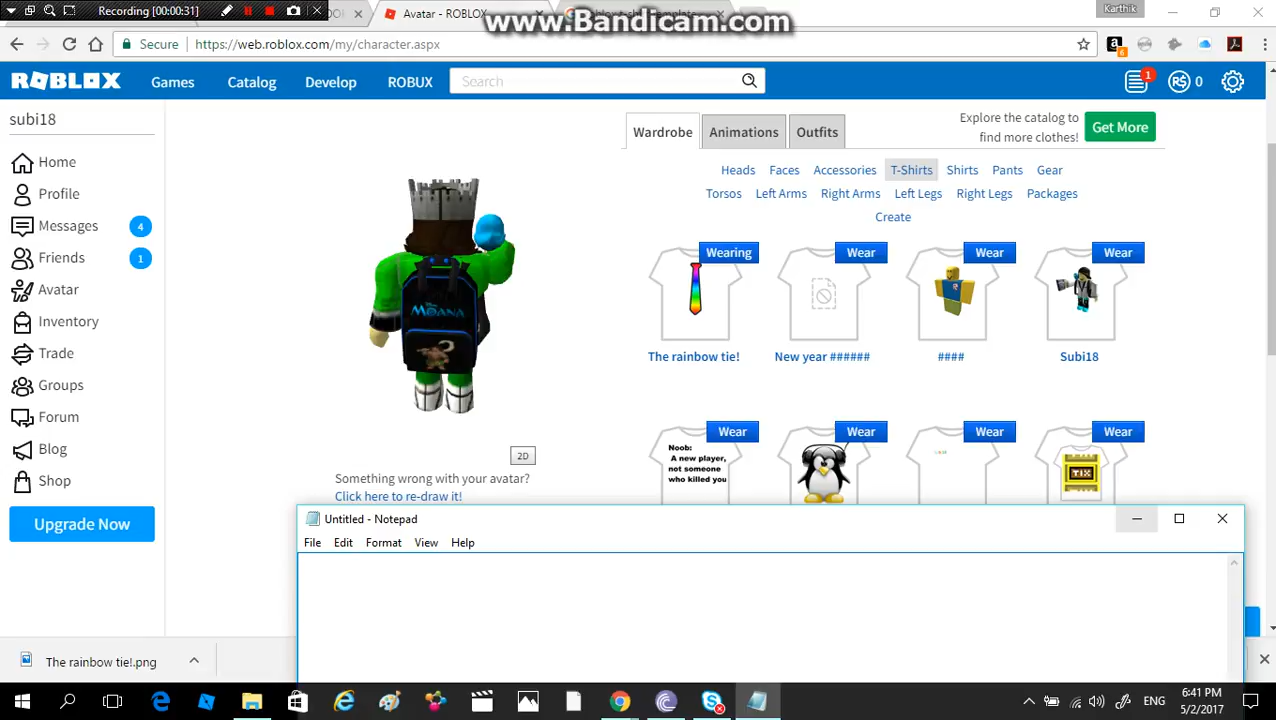 Recording [00:00:31]
Avatar - ROBLOX
www.Bandicam.com
Karthik
Secure
https://web.roblox.com/my/character.aspx
6
ROBLOX
Games
Catalog
Develop
ROBUX
Search
1
R$ 0
subi18
Home
Profile
Messages 4
Friends 1
Avatar
Inventory
Trade
Groups
Forum
Blog
Shop
Upgrade Now
MOANA
2D
Something wrong with your avatar?
Click here to re-draw it!
Wardrobe
Animations
Outfits
Explore the catalog to
find more clothes!
Get More
Heads Faces Accessories T-Shirts Shirts Pants Gear
Torsos Left Arms Right Arms Left Legs Right Legs Packages
Create
Wearing Wear Wear Wear
The rainbow tie! New year ###### #### Subi18
Wear Wear Wear Wear
Noob:
A new player,
not someone
who killed you
TIX
Untitled - Notepad
File Edit Format View Help
The rainbow tie!.png
ENG
6:41 PM
5/2/2017